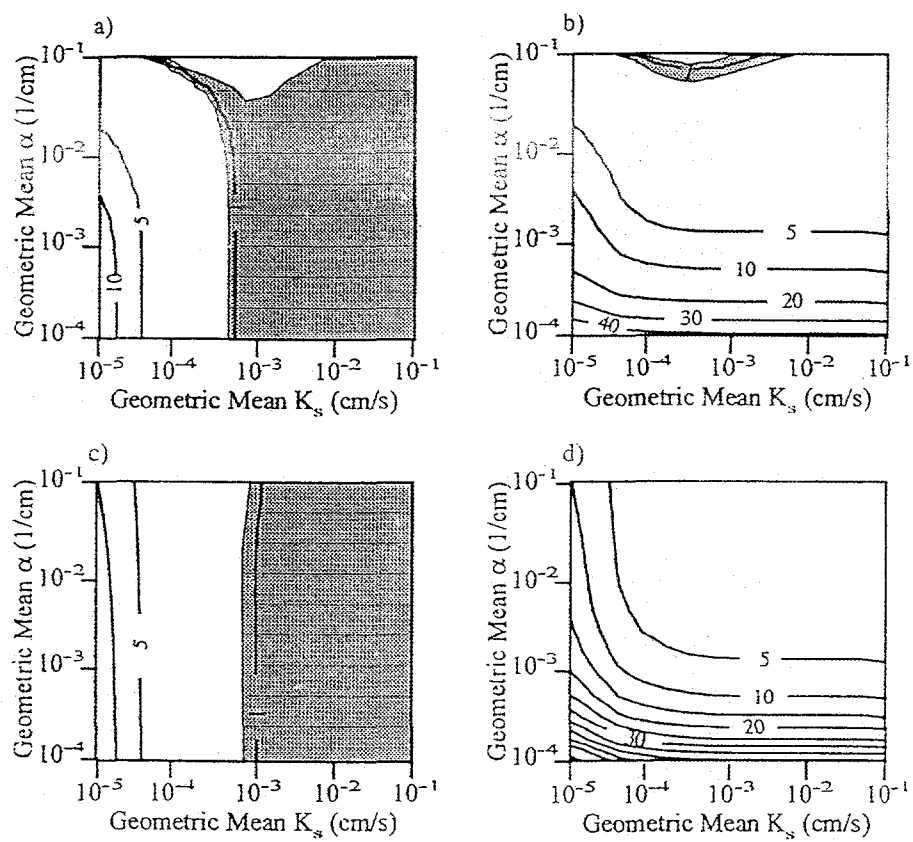 a)
Geometric Mean α (1/cm)
10⁻¹
10⁻²
10⁻³
10⁻⁴
5
10
10⁻⁵ 10⁻⁴ 10⁻³ 10⁻² 10⁻¹
Geometric Mean Kₛ (cm/s)
b)
Geometric Mean α (1/cm)
10⁻¹
10⁻²
10⁻³
10⁻⁴
5
10
20
30
40
10⁻⁵ 10⁻⁴ 10⁻³ 10⁻² 10⁻¹
Geometric Mean Kₛ (cm/s)
c)
Geometric Mean α (1/cm)
10⁻¹
10⁻²
10⁻³
10⁻⁴
5
10⁻⁵ 10⁻⁴ 10⁻³ 10⁻² 10⁻¹
Geometric Mean Kₛ (cm/s)
d)
Geometric Mean α (1/cm)
10⁻¹
10⁻²
10⁻³
10⁻⁴
5
10
20
30
10⁻⁵ 10⁻⁴ 10⁻³ 10⁻² 10⁻¹
Geometric Mean Kₛ (cm/s)